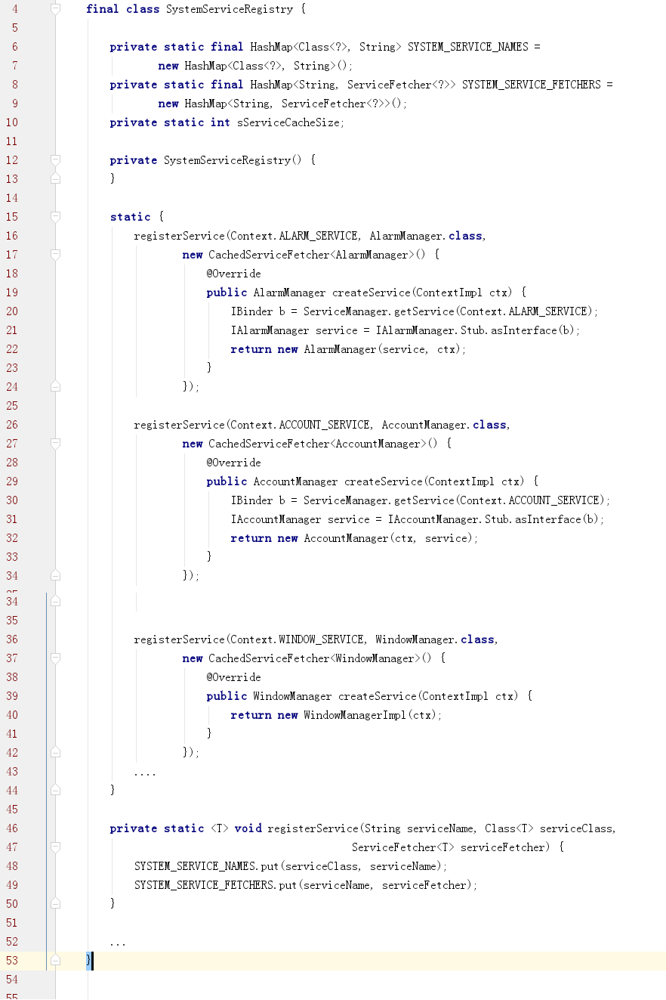 4 final class SystemServiceRegistry {
5
6 private static final HashMap<Class<?>, String> SYSTEM_SERVICE_NAMES =
7 new HashMap<Class<?>, String>();
8 private static final HashMap<String, ServiceFetcher<?>> SYSTEM_SERVICE_FETCHERS =
9 new HashMap<String, ServiceFetcher<?>>();
10 private static int sServiceCacheSize;
11
12 private SystemServiceRegistry() {
13 }
14
15 static {
16 registerService(Context.ALARM_SERVICE, AlarmManager.class,
17 new CachedServiceFetcher<AlarmManager>() {
18 @Override
19 public AlarmManager createService(ContextImpl ctx) {
20 IBinder b = ServiceManager.getService(Context.ALARM_SERVICE);
21 IAlarmManager service = IAlarmManager.Stub.asInterface(b);
22 return new AlarmManager(service, ctx);
23 }
24 });
25
26 registerService(Context.ACCOUNT_SERVICE, AccountManager.class,
27 new CachedServiceFetcher<AccountManager>() {
28 @Override
29 public AccountManager createService(ContextImpl ctx) {
30 IBinder b = ServiceManager.getService(Context.ACCOUNT_SERVICE);
31 IAccountManager service = IAccountManager.Stub.asInterface(b);
32 return new AccountManager(ctx, service);
33 }
34 });
34
35
36 registerService(Context.WINDOW_SERVICE, WindowManager.class,
37 new CachedServiceFetcher<WindowManager>() {
38 @Override
39 public WindowManager createService(ContextImpl ctx) {
40 return new WindowManagerImpl(ctx);
41 }
42 });
43 ....
44 }
45
46 private static <T> void registerService(String serviceName, Class<T> serviceClass,
47 ServiceFetcher<T> serviceFetcher) {
48 SYSTEM_SERVICE_NAMES.put(serviceClass, serviceName);
49 SYSTEM_SERVICE_FETCHERS.put(serviceName, serviceFetcher);
50 }
51
52 ...
53 }
54
55